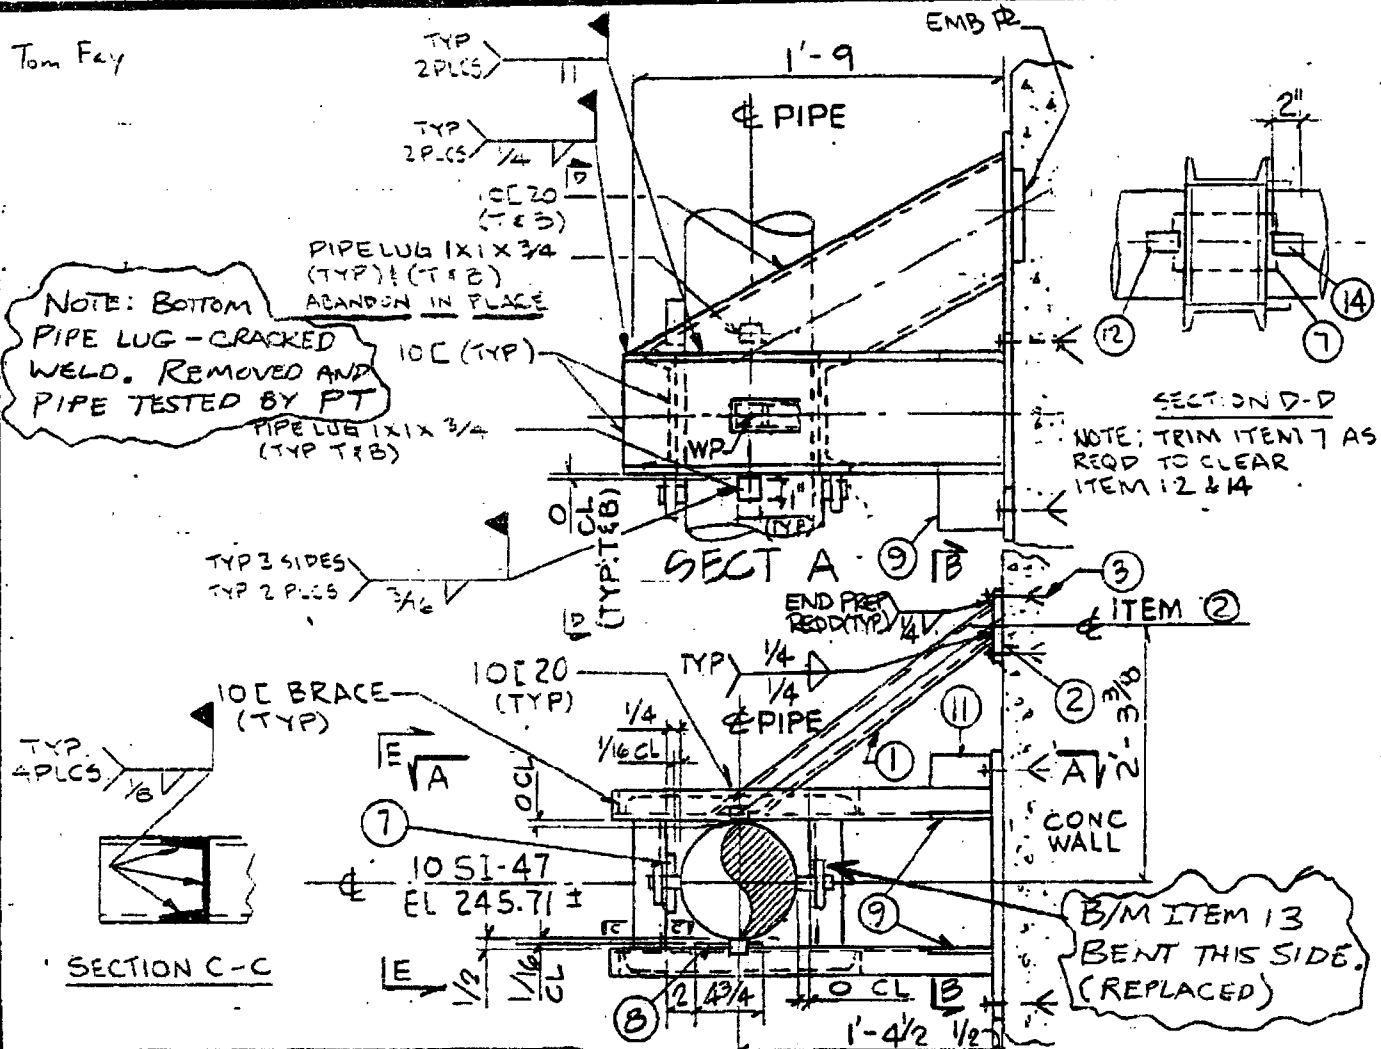 Tom Fay
TYP
2 PLCS
EMB PL
1'-9
℄ PIPE
2"
TYP
2 PLCS
1/4
D
10[20
(T & B)
PIPE LUG 1X1X 3/4
(TYP) (T & B)
ABANDON IN PLACE
NOTE: BOTTOM
PIPE LUG - CRACKED
WELD. REMOVED AND
PIPE TESTED BY PT
10[ (TYP)
12
14
7
PIPE LUG 1X1X 3/4
(TYP T&B)
WP
SECTION D-D
NOTE: TRIM ITEM 7 AS
REQD TO CLEAR
ITEM 12 & 14
0
CL
(TYP. T&B)
1"
(TYP)
SECT A
9
B
TYP 3 SIDES
TYP 2 PLCS
3/16
D
END PREP
REQD (TYP)
1/4
3
℄ ITEM 2
TYP
1/4
1/4
10[ BRACE
(TYP)
10[20
(TYP)
℄ PIPE
2
2'-3 3/8
1/4
1/16 CL
11
1
TYP.
4 PLCS
1/8
E
A
0 CL
A
7
CONC
WALL
℄
10 SI-47
EL 245.71 ±
9
B/M ITEM 13
BENT THIS SIDE.
(REPLACED)
C
C
SECTION C-C
E
1/2
1/16
CL
8
2
4 3/4
0 CL
B
1'-4 1/2
1/2